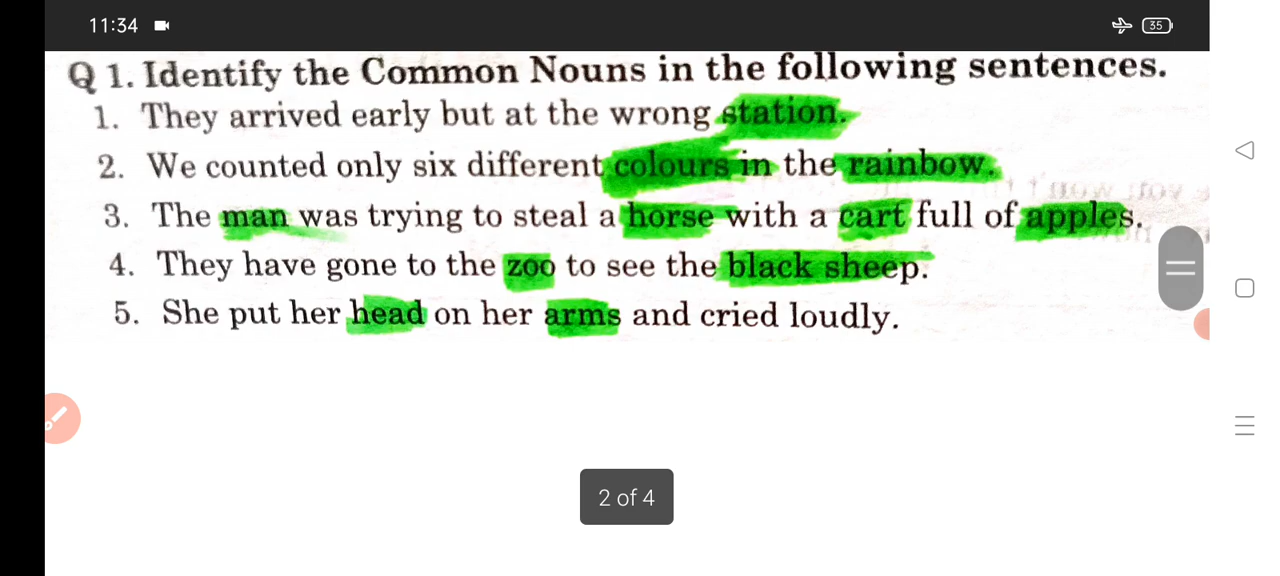 11:34
35
Q 1. Identify the Common Nouns in the following sentences.
1. They arrived early but at the wrong station.
2. We counted only six different colours in the rainbow.
3. The man was trying to steal a horse with a cart full of apples.
4. They have gone to the zoo to see the black sheep.
5. She put her head on her arms and cried loudly.
2 of 4